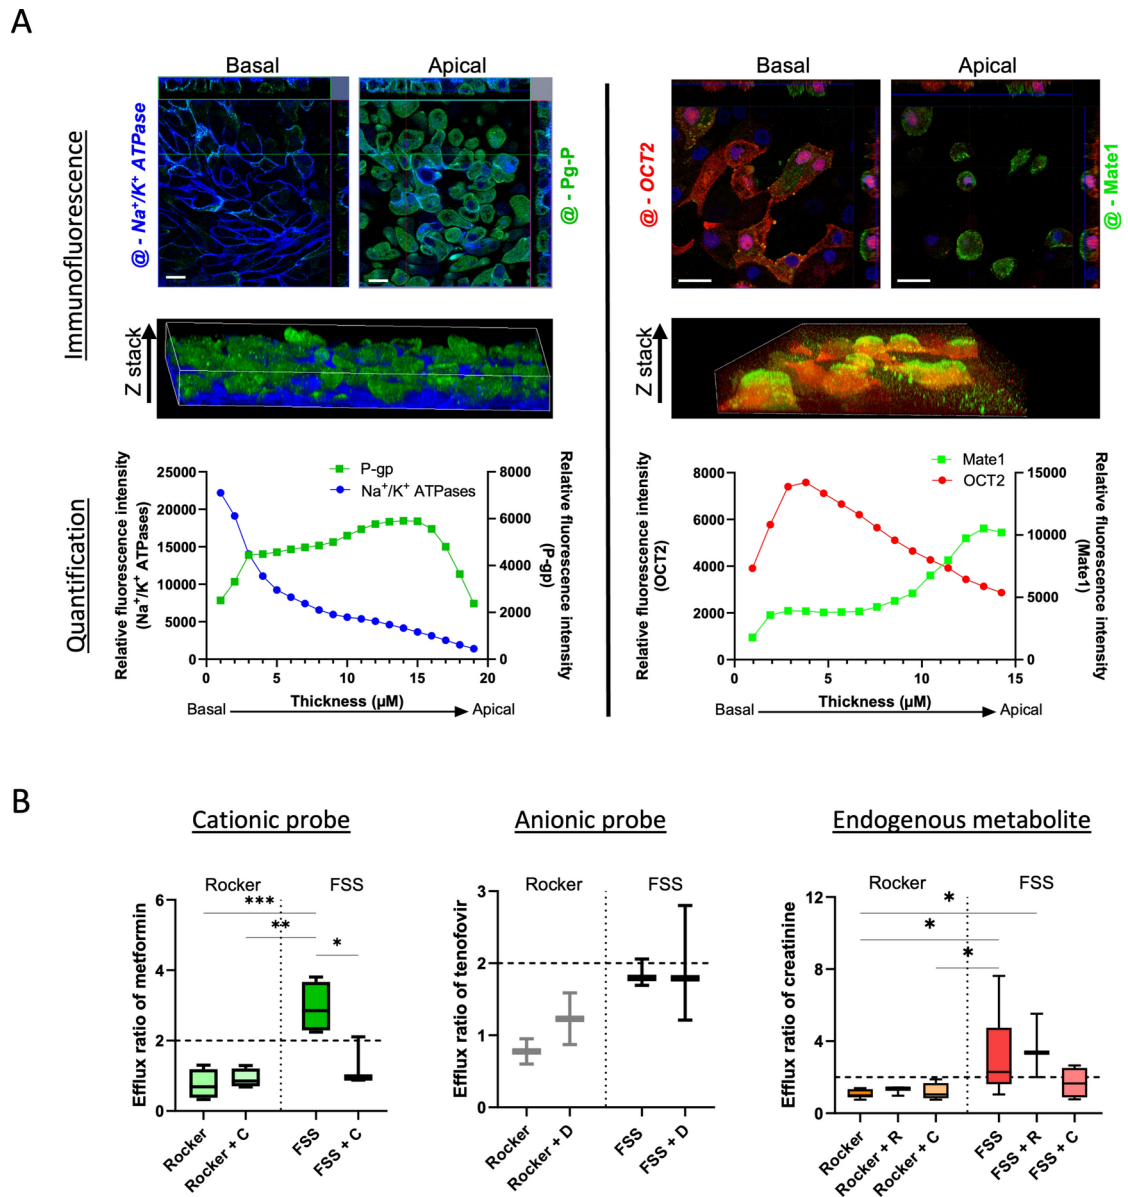 A
Basal
Apical
Basal
Apical
Immunofluorescence
@ - Na⁺/K⁺ ATPase
@ - Pg-P
@ - OCT2
@ - Mate1
Z stack
Z stack
Quantification
Relative fluorescence intensity
(Na⁺/K⁺ ATPases)
25000
20000
15000
10000
5000
0
P-gp
Na⁺/K⁺ ATPases
8000
6000
4000
2000
0
Relative fluorescence intensity
(P-gp)
0 5 10 15 20
Thickness (µM)
Basal
Apical
Relative fluorescence intensity
(OCT2)
8000
6000
4000
2000
0
Mate1
OCT2
15000
10000
5000
0
Relative fluorescence intensity
(Mate1)
0 5 10 15
Thickness (µM)
Basal
Apical
B
Cationic probe
Rocker
FSS
***
**
*
Efflux ratio of metformin
6
4
2
0
Rocker
Rocker + C
FSS
FSS + C
Anionic probe
Rocker
FSS
Efflux ratio of tenofovir
3
2
1
0
Rocker
Rocker + D
FSS
FSS + D
Endogenous metabolite
Rocker
FSS
*
*
*
Efflux ratio of creatinine
12
8
4
0
Rocker
Rocker + R
Rocker + C
FSS
FSS + R
FSS + C